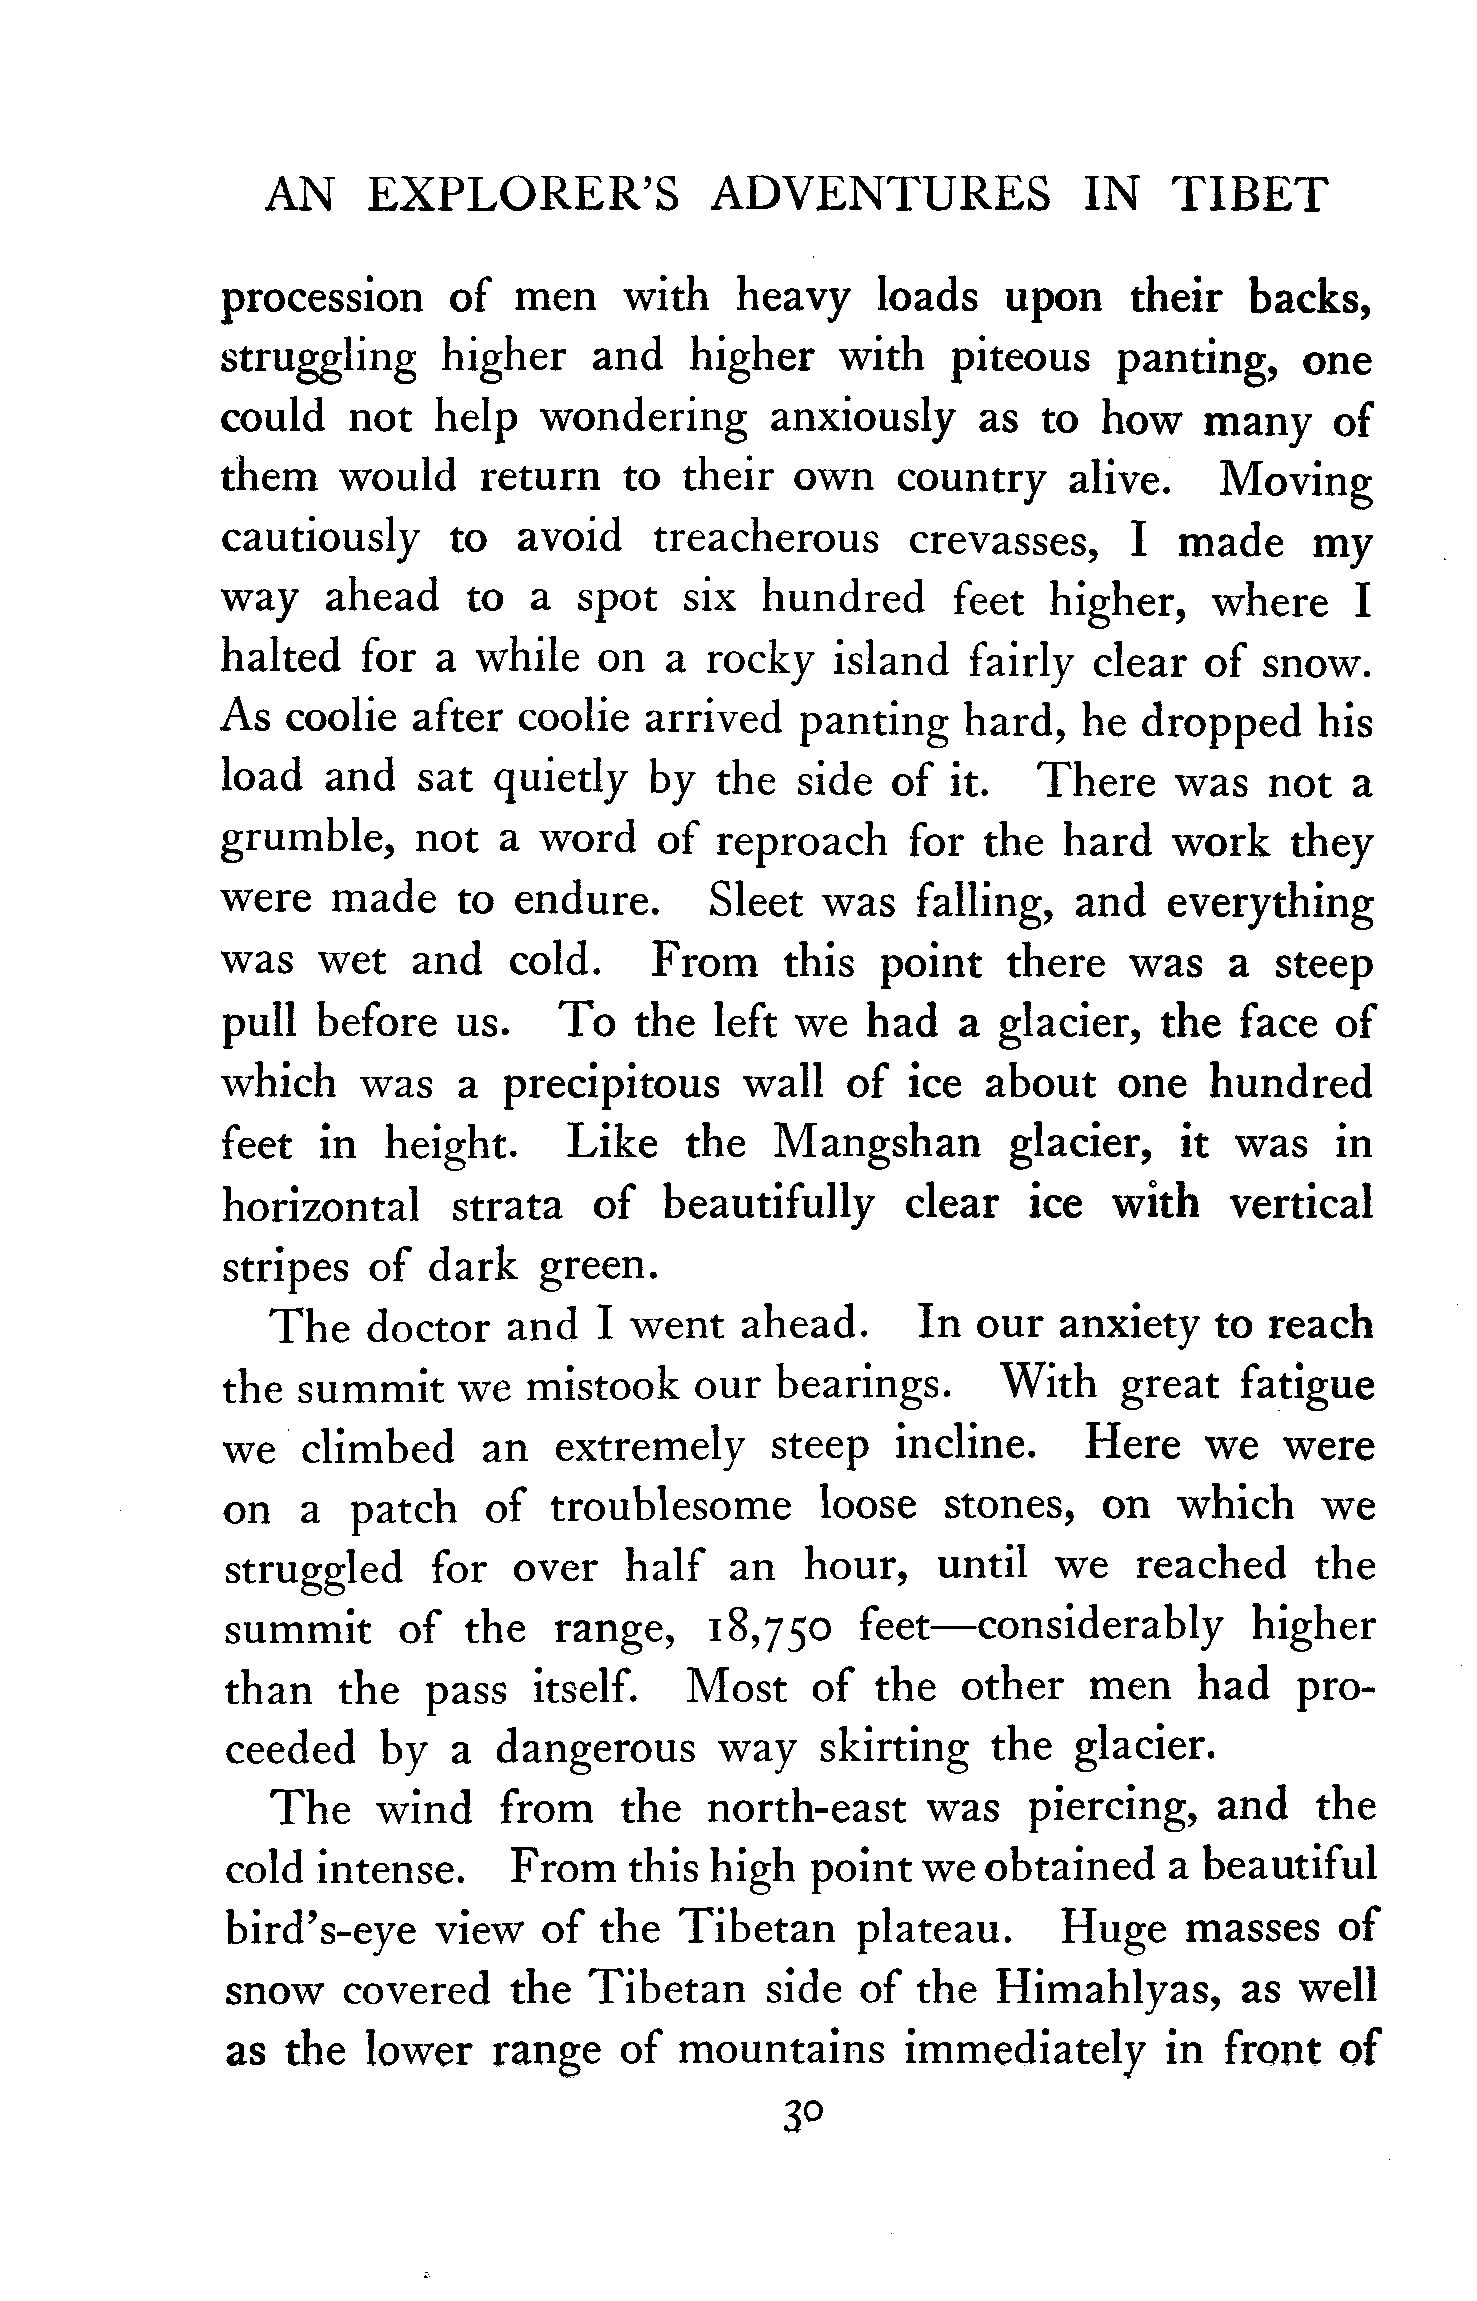 AN EXPLORER'S ADVENTURES IN TIBET
procession of men with heavy loads upon their backs,
struggling higher and higher with piteous panting, one
could not help wondering anxiously as to how many of
them would return to their own country alive. Moving
cautiously to avoid treacherous crevasses, I made my
way ahead to a spot six hundred feet higher, where I
halted for a while on a rocky island fairly clear of snow.
As coolie after coolie arrived panting hard, he dropped his
load and sat quietly by the side of it. There was not a
grumble, not a word of reproach for the hard work they
were made to endure. Sleet was falling, and everything
was wet and cold. From this point there was a steep
pull before us. To the left we had a glacier, the face of
which was a precipitous wall of ice about one hundred
feet in height. Like the Mangshan glacier, it was in
horizontal strata of beautifully clear ice with vertical
stripes of dark green.
The doctor and I went ahead. In our anxiety to reach
the summit we mistook our bearings. With great fatigue
we climbed an extremely steep incline. Here we were
on a patch of troublesome loose stones, on which we
struggled for over half an hour, until we reached the
summit of the range, 18,750 feet—considerably higher
than the pass itself. Most of the other men had pro-
ceeded by a dangerous way skirting the glacier.
The wind from the north-east was piercing, and the
cold intense. From this high point we obtained a beautiful
bird's-eye view of the Tibetan plateau. Huge masses of
snow covered the Tibetan side of the Himahlyas, as well
as the lower range of mountains immediately in front of
30